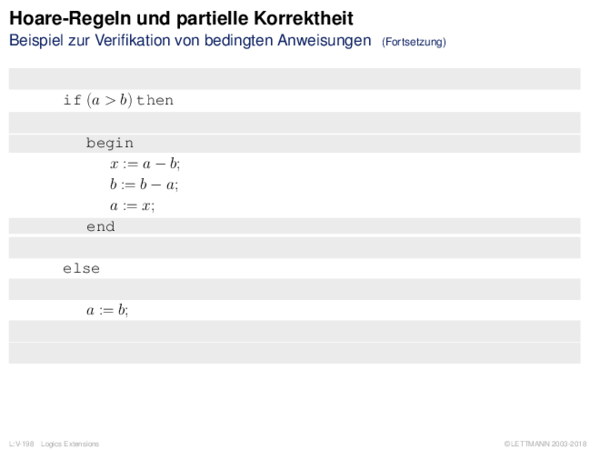 Hoare-Regeln und partielle Korrektheit
Beispiel zur Verifikation von bedingten Anweisungen (Fortsetzung)
if (a > b) then
begin
x := a − b;
b := b − a;
a := x;
end
else
a := b;
L:V-198 Logics Extensions ©LETTMANN 2003-2018